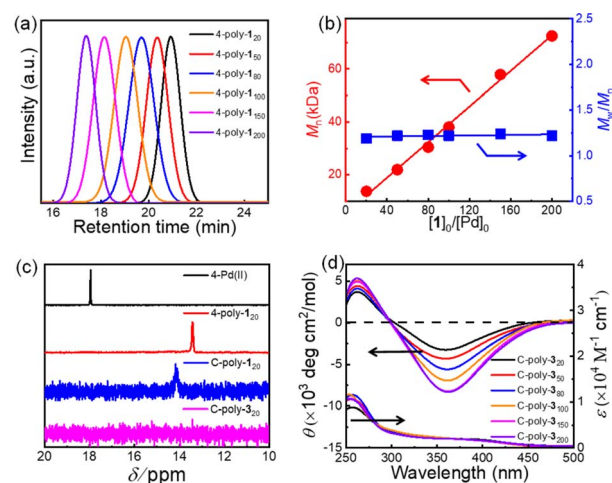 (a)
Intensity (a.u.)
4-poly-1₂₀
4-poly-1₅₀
4-poly-1₈₀
4-poly-1₁₀₀
4-poly-1₁₅₀
4-poly-1₂₀₀
16 18 20 22 24
Retention time (min)
(b)
Mₙ(kDa)
80
60
40
20
2.5
2.0
1.5
1.0
0.5
M_w/Mₙ
0 40 80 120 160 200
[1]₀/[Pd]₀
(c)
4-Pd(II)
4-poly-1₂₀
C-poly-1₂₀
C-poly-3₂₀
20 18 16 14 12 10
δ/ppm
(d)
θ (×10³ deg cm²/mol)
10
5
0
-5
-10
-15
C-poly-3₂₀
C-poly-3₅₀
C-poly-3₈₀
C-poly-3₁₀₀
C-poly-3₁₅₀
C-poly-3₂₀₀
4
3
2
1
0
ε (×10⁴ M⁻¹ cm⁻¹)
250 300 350 400 450 500
Wavelength (nm)